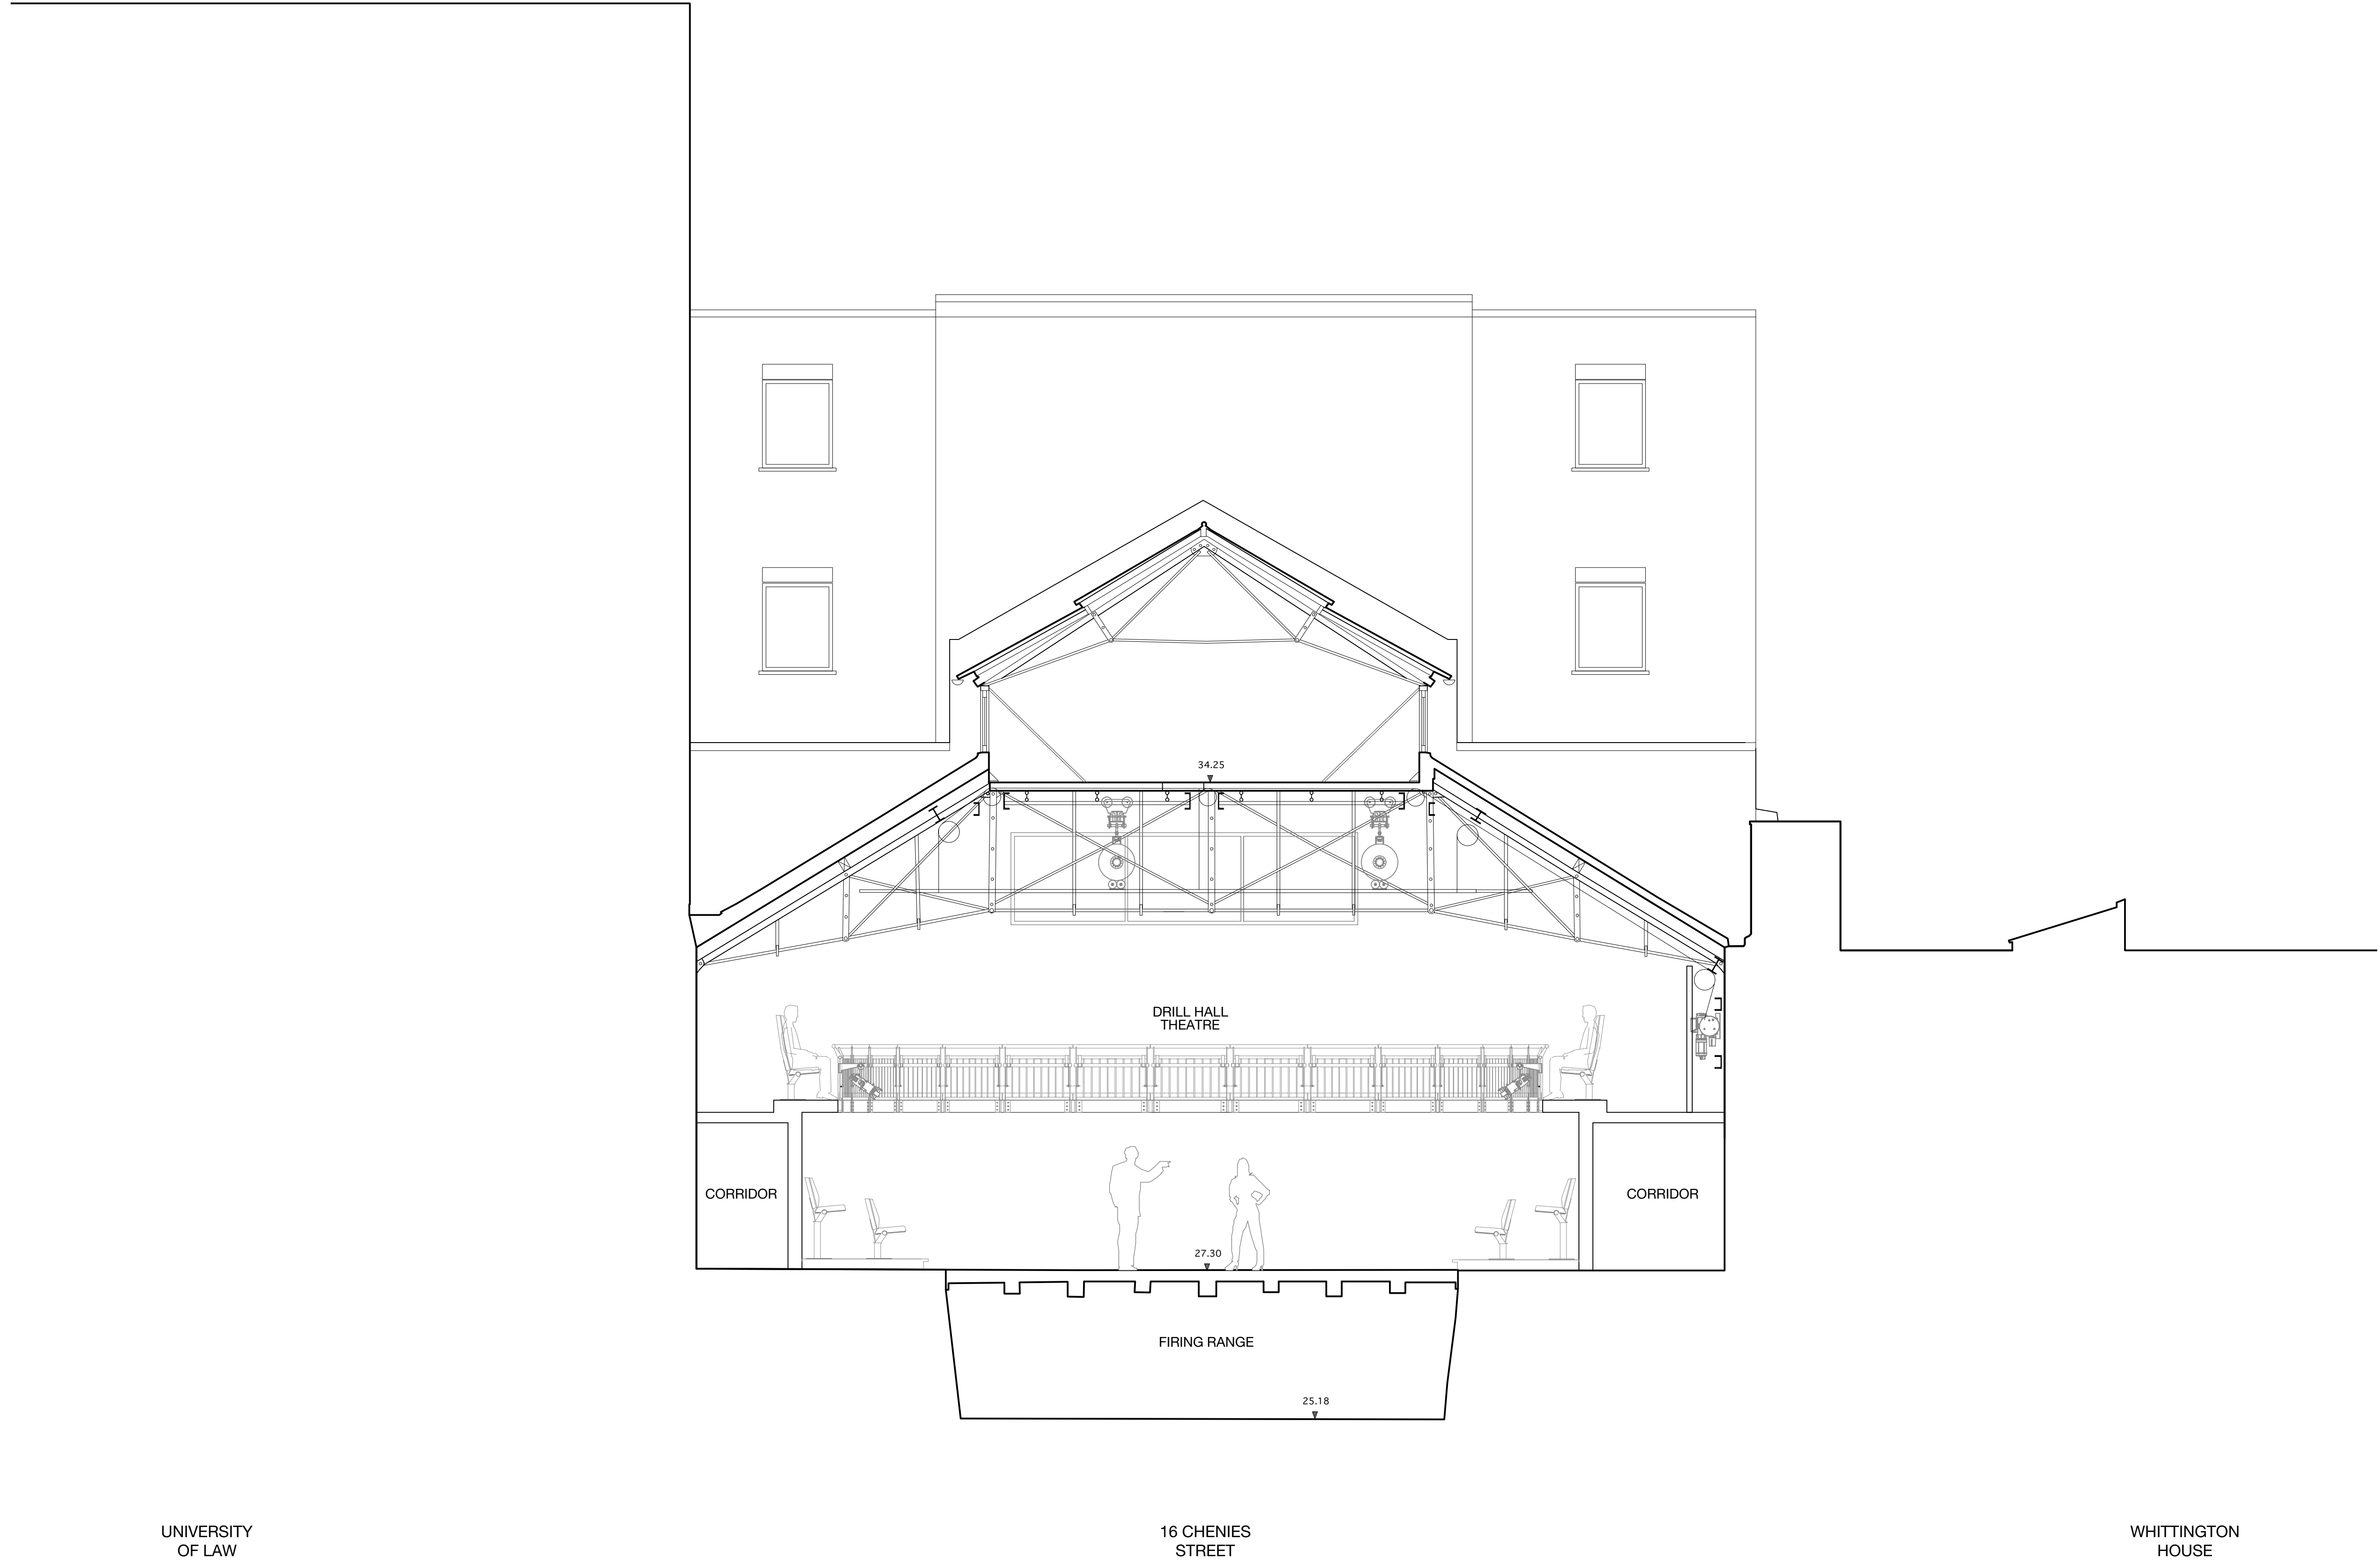 34.25
DRILL HALL
THEATRE
CORRIDOR
CORRIDOR
27.30
FIRING RANGE
25.18
UNIVERSITY
OF LAW
16 CHENIES
STREET
WHITTINGTON
HOUSE